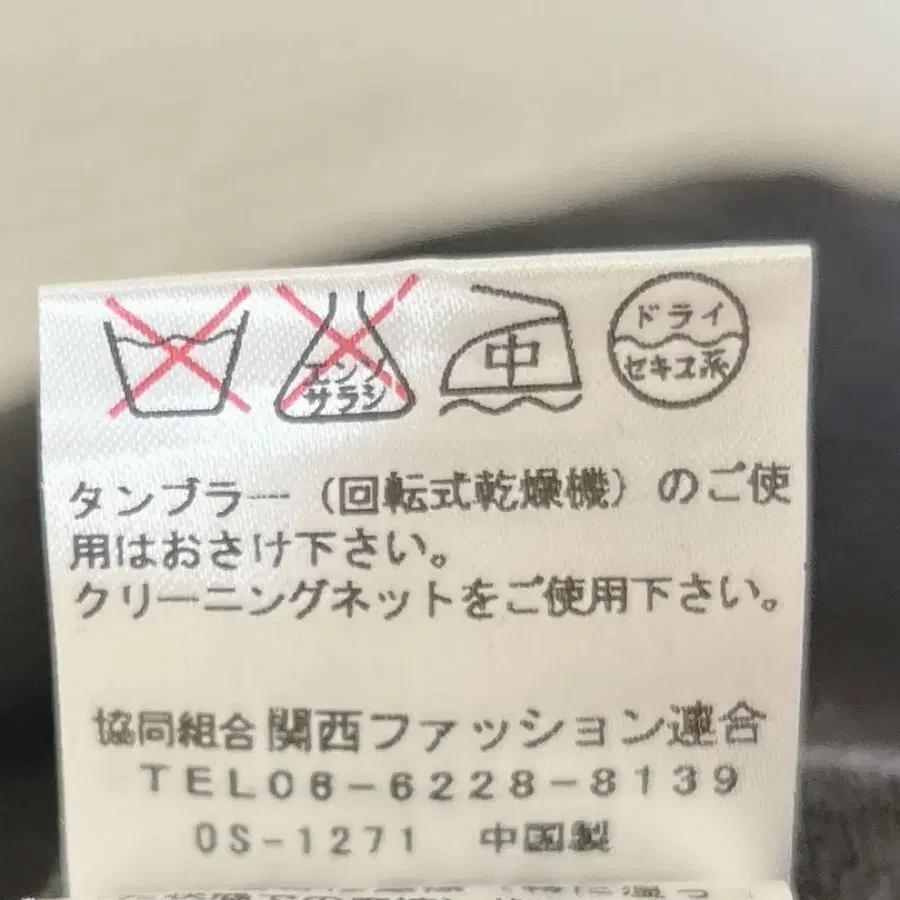 エンソ
サラシ
中
ドライ
セキユ系
タンブラー（回転式乾燥機）のご使
用はおさけ下さい。
クリーニングネットをご使用下さい。
協同組合関西ファッション連合
TEL06-6228-8139
OS-1271 中国製